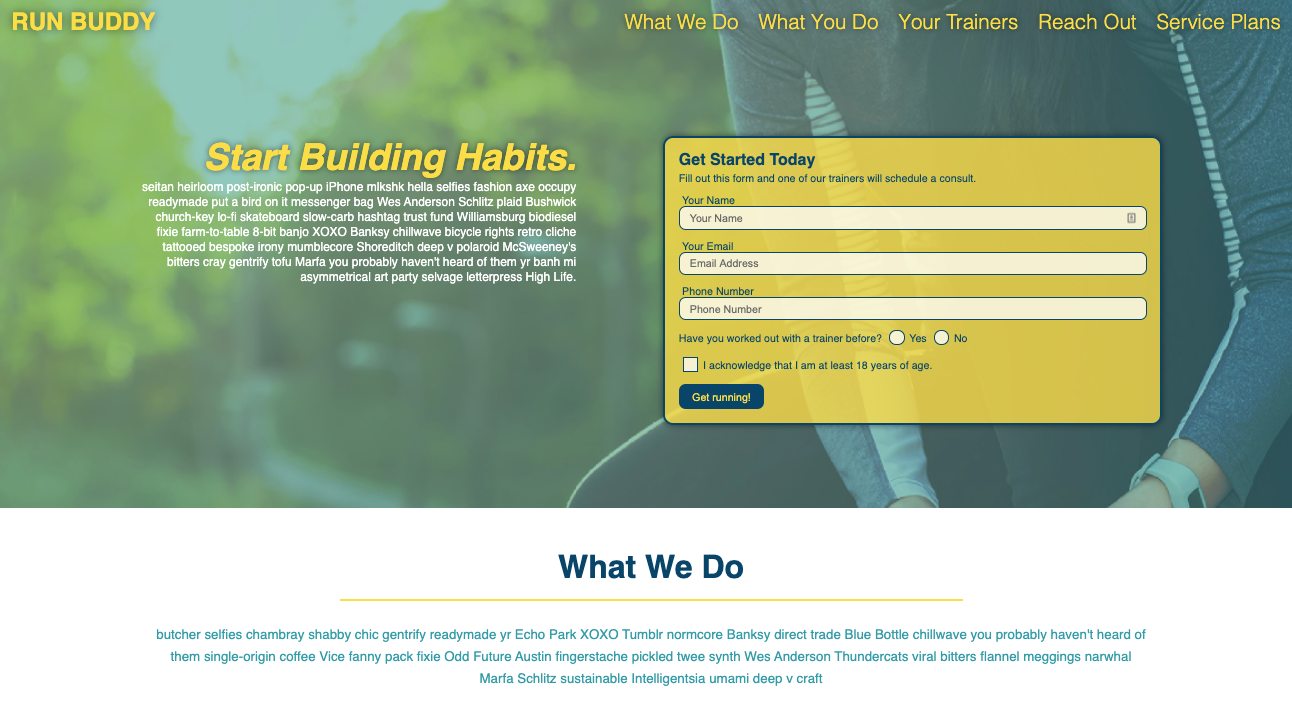 RUN BUDDY
What We Do What You Do Your Trainers Reach Out Service Plans
Start Building Habits.
seitan heirloom post-ironic pop-up iPhone mlkshk hella selfies fashion axe occupy
readymade put a bird on it messenger bag Wes Anderson Schlitz plaid Bushwick
church-key lo-fi skateboard slow-carb hashtag trust fund Williamsburg biodiesel
fixie farm-to-table 8-bit banjo XOXO Banksy chillwave bicycle rights retro cliche
tattooed bespoke irony mumblecore Shoreditch deep v polaroid McSweeney's
bitters cray gentrify tofu Marfa you probably haven't heard of them yr banh mi
asymmetrical art party selvage letterpress High Life.
Get Started Today
Fill out this form and one of our trainers will schedule a consult.
Your Name
Your Name
Your Email
Email Address
Phone Number
Phone Number
Have you worked out with a trainer before? Yes No
I acknowledge that I am at least 18 years of age.
Get running!
What We Do
butcher selfies chambray shabby chic gentrify readymade yr Echo Park XOXO Tumblr normcore Banksy direct trade Blue Bottle chillwave you probably haven't heard of
them single-origin coffee Vice fanny pack fixie Odd Future Austin fingerstache pickled twee synth Wes Anderson Thundercats viral bitters flannel meggings narwhal
Marfa Schlitz sustainable Intelligentsia umami deep v craft